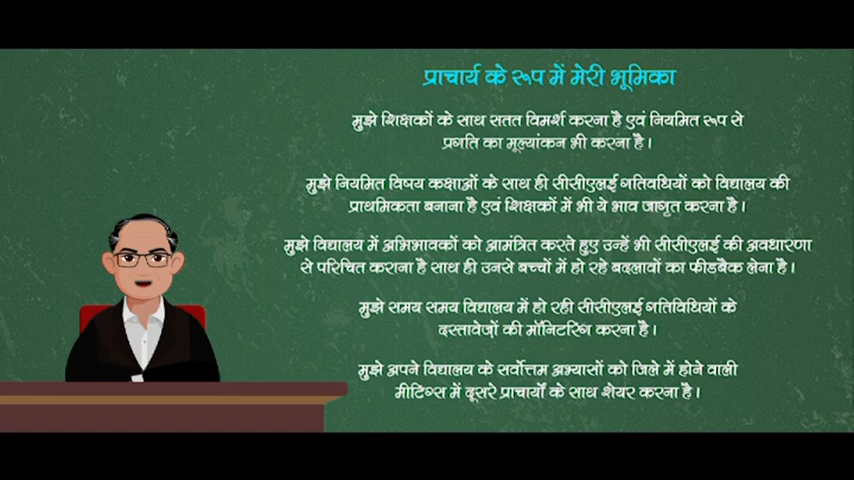 प्राचार्य के रूप में मेरी भूमिका
मुझे शिक्षकों के साथ सतत विमर्श करना है एवं नियमित रूप से
प्रगति का मूल्यांकन भी करना है।
मुझे नियमित विषय कक्षाओं के साथ ही सीसीएलई गतिवधियों को विद्यालय की
प्राथमिकता बनाना है एवं शिक्षकों में भी ये भाव जागृत करना है।
मुझे विद्यालय में अभिभावकों को आमंत्रित करते हुए उन्हें भी सीसीएलई की अवधारणा
से परिचित कराना है साथ ही उनसे बच्चों में हो रहे बदलावों का फीडबैक लेना है।
मुझे समय समय विद्यालय में हो रही सीसीएलई गतिविधियों के
दस्तावेज़ों की मॉनिटरिंग करना है।
मुझे अपने विद्यालय के सर्वोत्तम अभ्यासों को जिले में होने वाली
मीटिंग्स में दूसरे प्राचार्यों के साथ शेयर करना है।